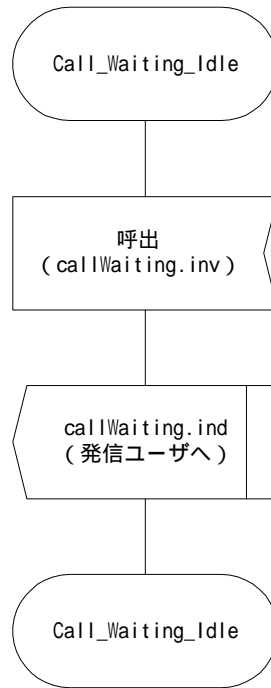 Call_Waiting_Idle
呼出
(callWaiting.inv)
callWaiting.ind
(発信ユーザへ)
Call_Waiting_Idle